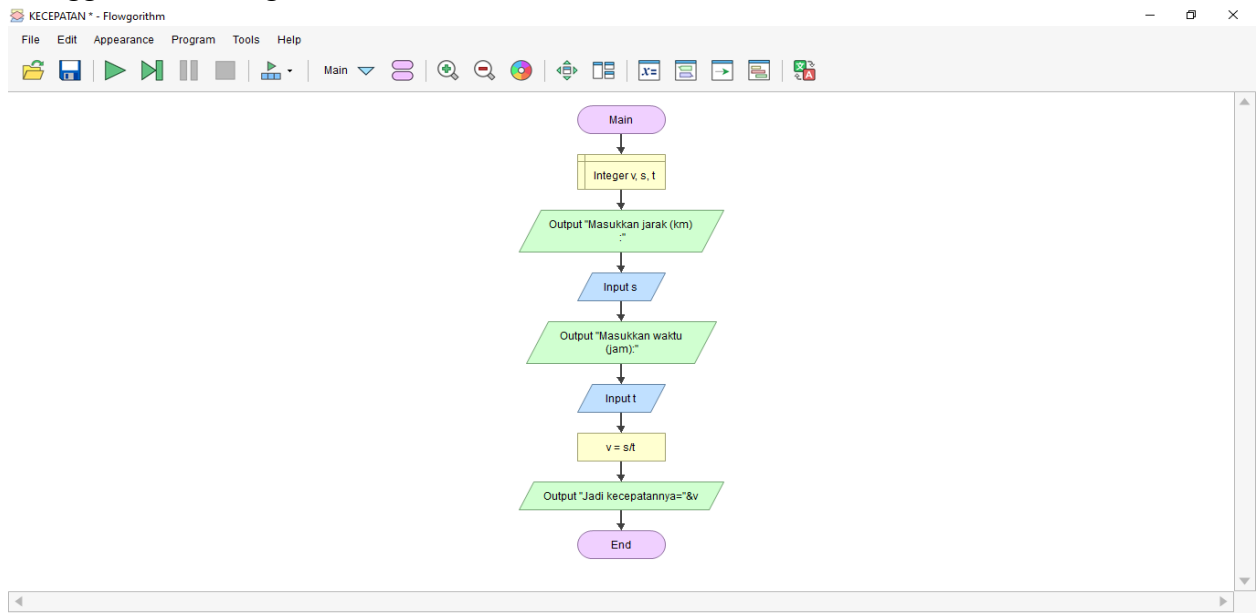 KECEPATAN * - Flowgorithm
File Edit Appearance Program Tools Help
Main
x=
Main
Integer v, s, t
Output "Masukkan jarak (km)
:"
Input s
Output "Masukkan waktu
(jam):"
Input t
v = s/t
Output "Jadi kecepatannya="&v
End